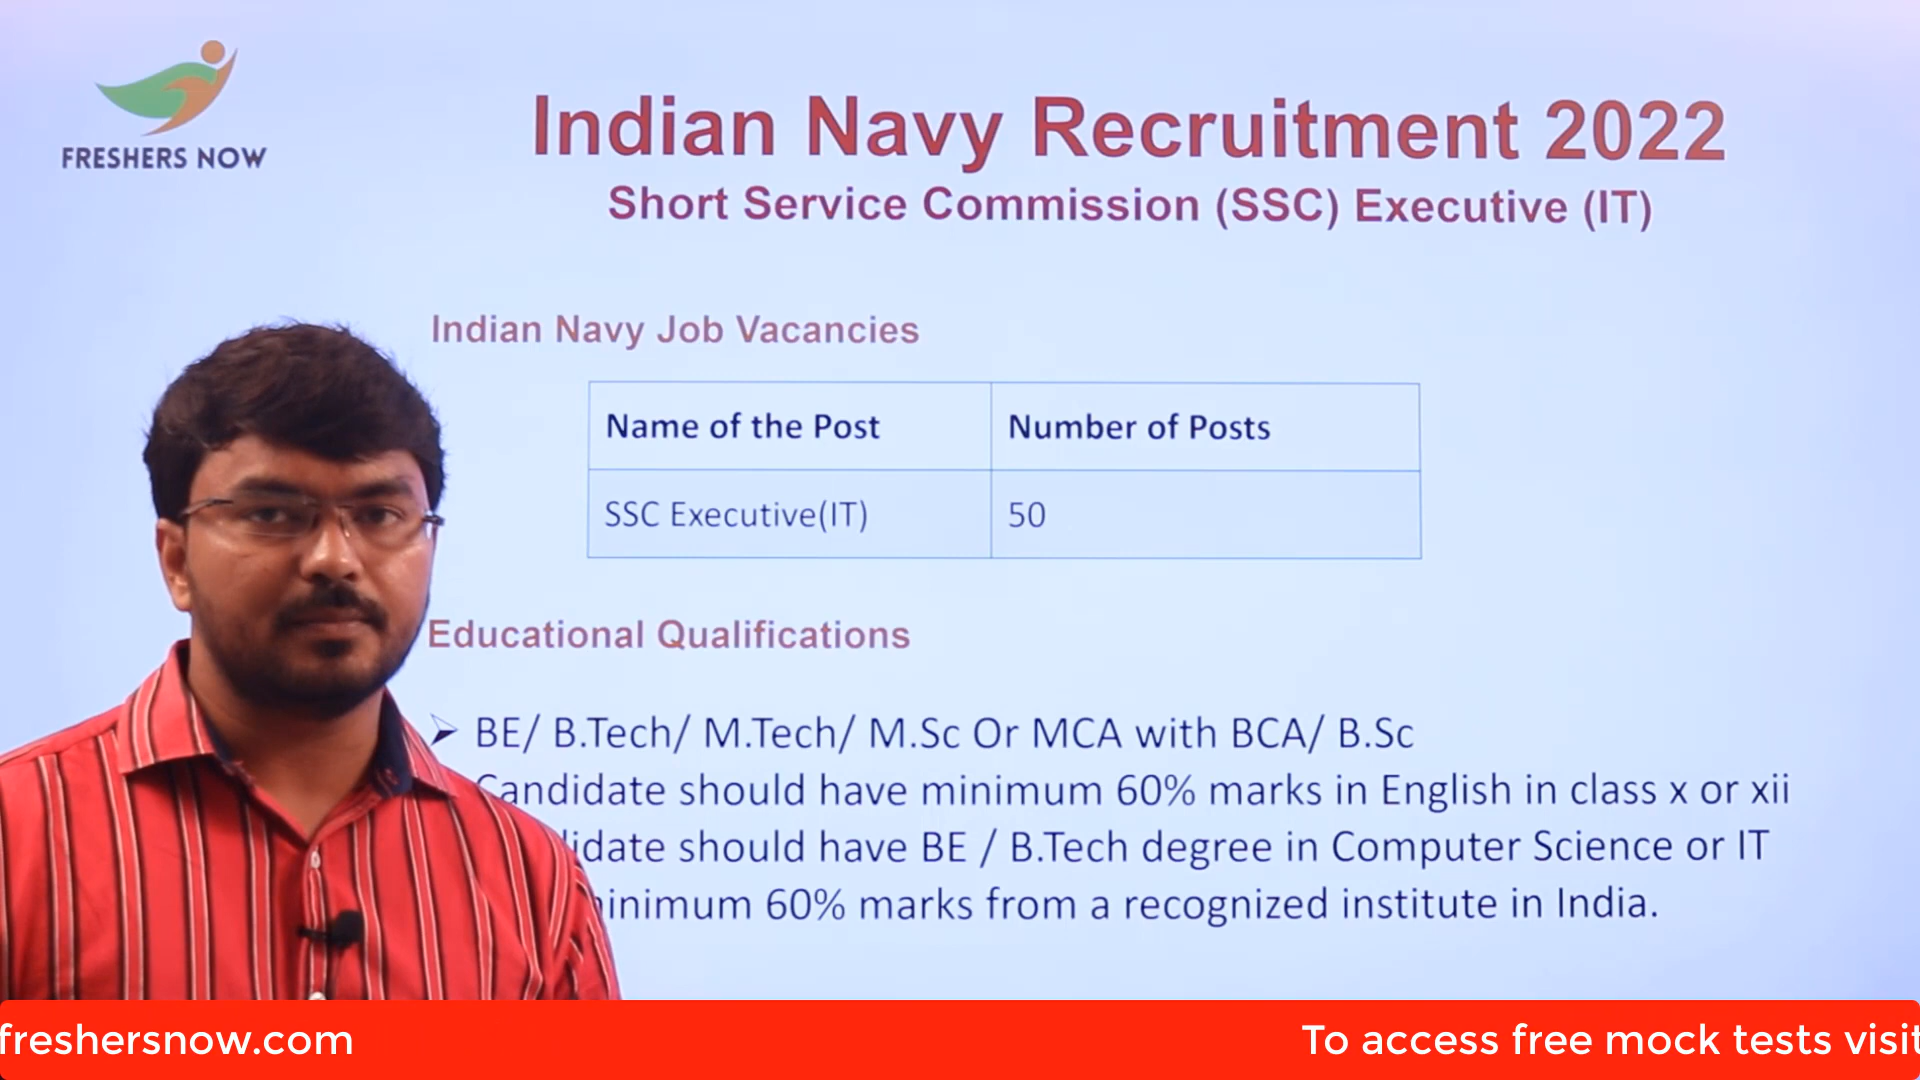 FRESHERS NOW
Indian Navy Recruitment 2022
Short Service Commission (SSC) Executive (IT)
Indian Navy Job Vacancies
Name of the Post Number of Posts
SSC Executive(IT) 50
Educational Qualifications
BE/ B.Tech/ M.Tech/ M.Sc Or MCA with BCA/ B.Sc
Candidate should have minimum 60% marks in English in class x or xii
should have BE / B.Tech degree in Computer Science or IT
60% marks from a recognized institute in India.
freshersnow.com To access free mock tests visit